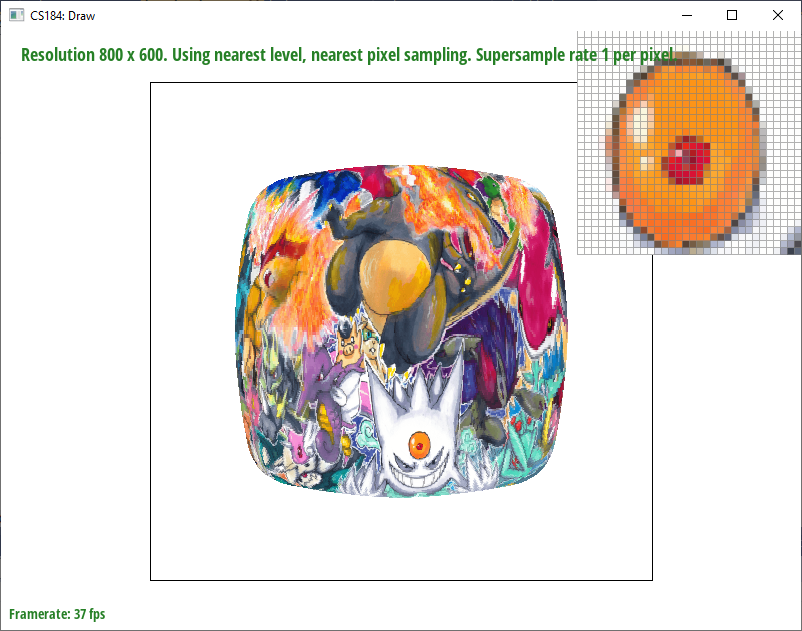 CS184: Draw
Resolution 800 x 600. Using nearest level, nearest pixel sampling. Supersample rate 1 per pixel.
Framerate: 37 fps